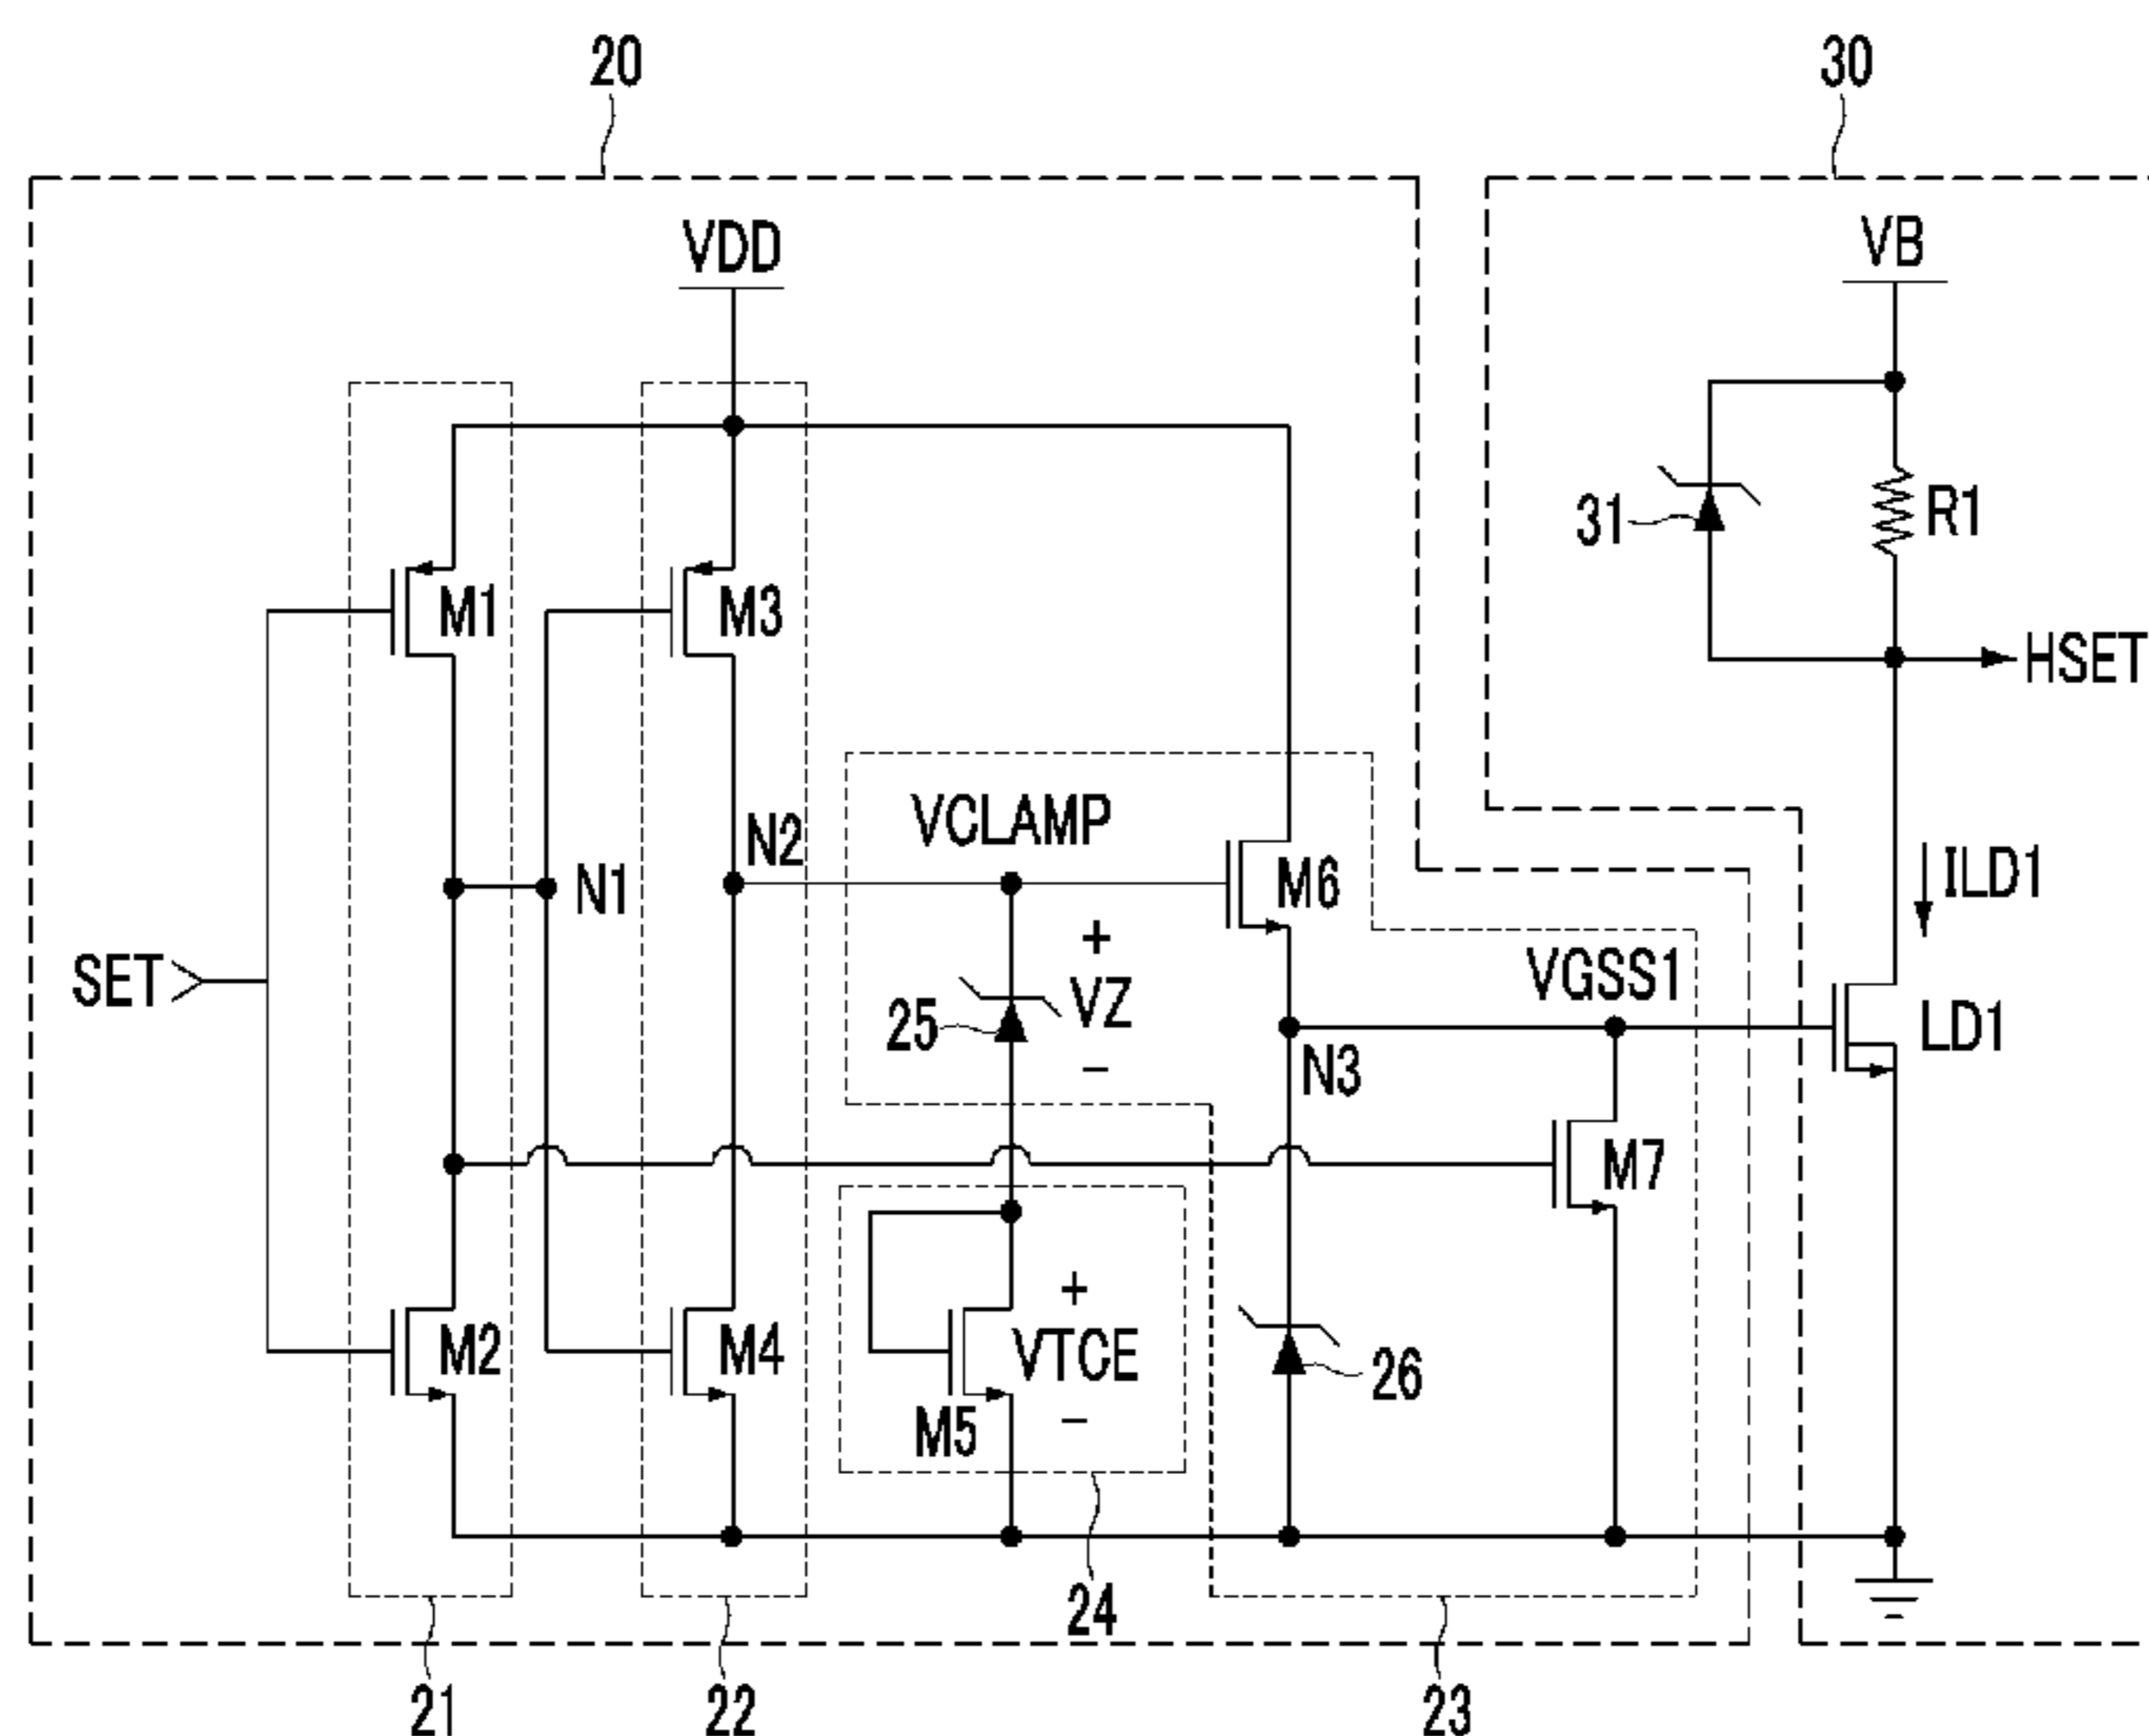 20
30
VDD
VB
31
R1
M1
M3
HSET
VCLAMP
N2
N1
M6
ILD1
+
VZ
-
25
VGSS1
SET
LD1
N3
M7
+
VTCE
-
M2
M4
M5
26
24
21
22
23